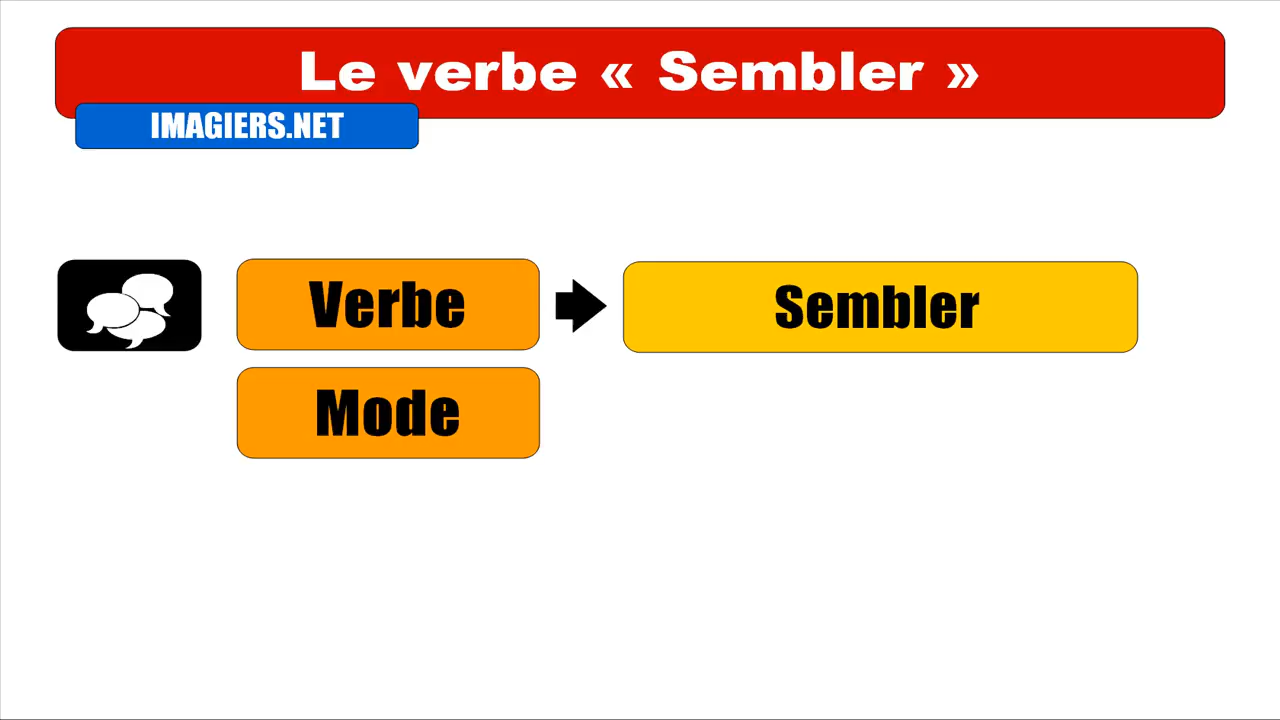 Le verbe « Sembler »
IMAGIERS.NET
Verbe
Sembler
Mode